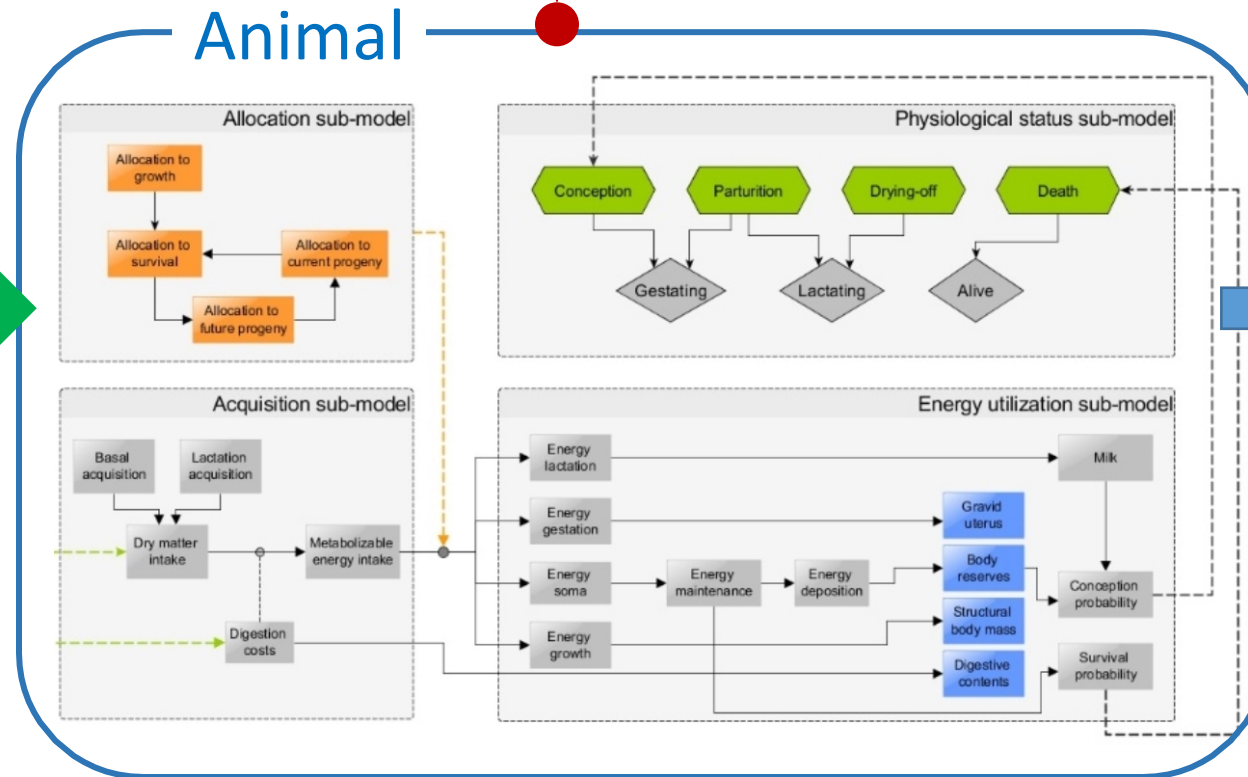 Animal
Allocation sub-model
Allocation to
growth
Allocation to
survival
Allocation to
current progeny
Allocation to
future progeny
Physiological status sub-model
Conception
Parturition
Drying-off
Death
Gestating
Lactating
Alive
Acquisition sub-model
Basal
acquisition
Lactation
acquisition
Dry matter
intake
Metabolizable
energy intake
Digestion
costs
Energy utilization sub-model
Energy
lactation
Milk
Energy
gestation
Gravid
uterus
Energy
soma
Energy
maintenance
Energy
deposition
Body
reserves
Conception
probability
Structural
body mass
Energy
growth
Digestive
contents
Survival
probability